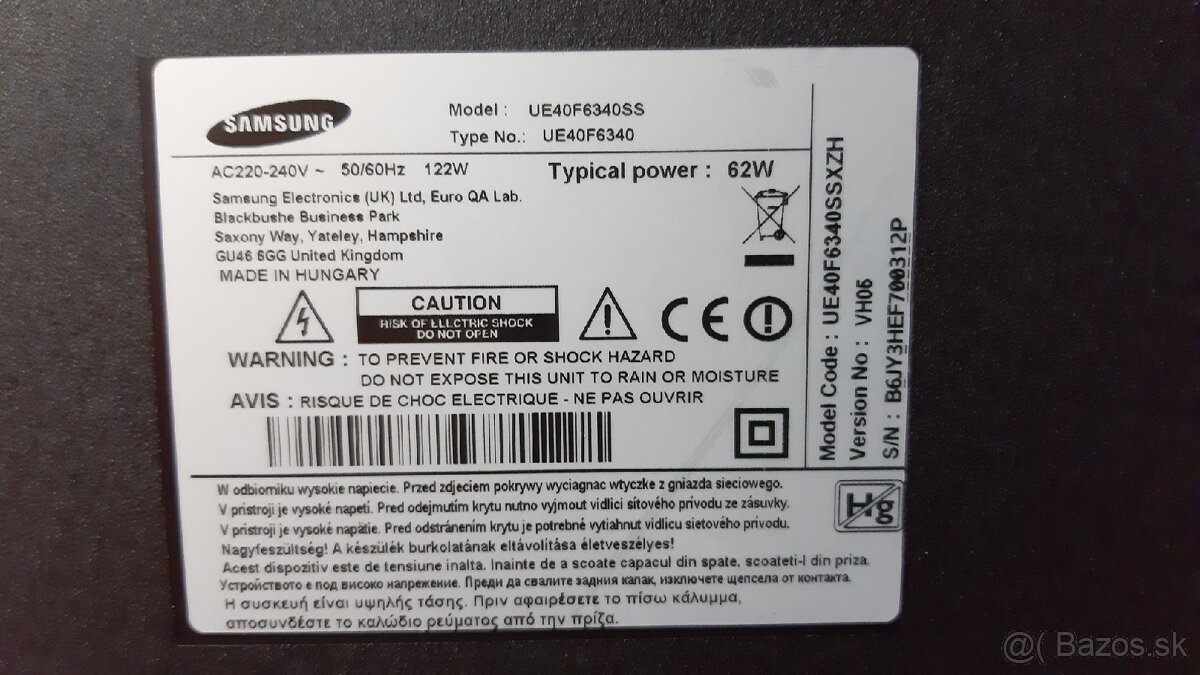 SAMSUNG
Model : UE40F6340SS
Type No.: UE40F6340
AC220-240V ~ 50/60Hz 122W
Typical power : 62W
Samsung Electronics (UK) Ltd, Euro QA Lab.
Blackbushe Business Park
Saxony Way, Yateley, Hampshire
GU46 6GG United Kingdom
MADE IN HUNGARY
CAUTION
RISK OF ELECTRIC SHOCK
DO NOT OPEN
CE
WARNING : TO PREVENT FIRE OR SHOCK HAZARD
DO NOT EXPOSE THIS UNIT TO RAIN OR MOISTURE
AVIS : RISQUE DE CHOC ELECTRIQUE - NE PAS OUVRIR
Model Code : UE40F6340SSXZH
Version No : VH06
S/N : B6JY3HEF700312P
Hg
W odbiorniku wysokie napiecie. Przed zdjeciem pokrywy wyciagnac wtyczke z gniazda sieciowego.
V prístroji je vysoké napetí. Pred odejmutím krytu nutno vyjmout vidlici sítového prívodu ze zásuvky.
V prístroji je vysoké napätie. Pred odstránením krytu je potrebné vytiahnut vidlicu sietového prívodu.
Nagyfeszültség! A készülék burkolatának eltávolítása életveszélyes!
Acest dispozitiv este de tensiune inalta. Inainte de a scoate capacul din spate, scoateti-l din priza.
Устройството е под високо напрежение. Преди да свалите задния капак, изключете щепсела от контакта.
Η συσκευή είναι υψηλής τάσης. Πριν αφαιρέσετε το πίσω κάλυμμα,
αποσυνδέστε το καλώδιο ρεύματος από την πρίζα.
@( Bazos.sk